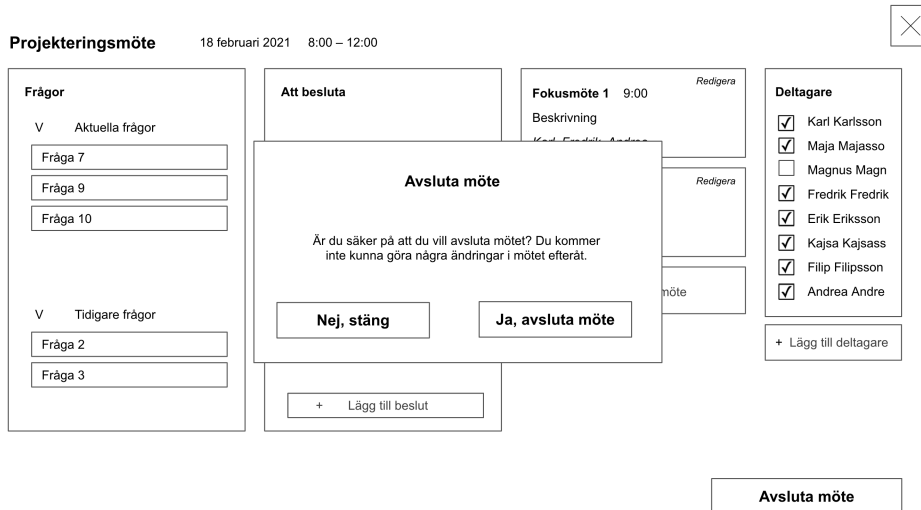 Projekteringsmöte 18 februari 2021 8:00 – 12:00
Frågor
V Aktuella frågor
Fråga 7
Fråga 9
Fråga 10
V Tidigare frågor
Fråga 2
Fråga 3
Att besluta
+ Lägg till beslut
Redigera
Fokusmöte 1 9:00
Beskrivning
Karl, Fredrik, Andrea
Redigera
möte
Avsluta möte
Är du säker på att du vill avsluta mötet? Du kommer
inte kunna göra några ändringar i mötet efteråt.
Nej, stäng
Ja, avsluta möte
Deltagare
Karl Karlsson
Maja Majasso
Magnus Magn
Fredrik Fredrik
Erik Eriksson
Kajsa Kajsass
Filip Filipsson
Andrea Andre
+ Lägg till deltagare
Avsluta möte